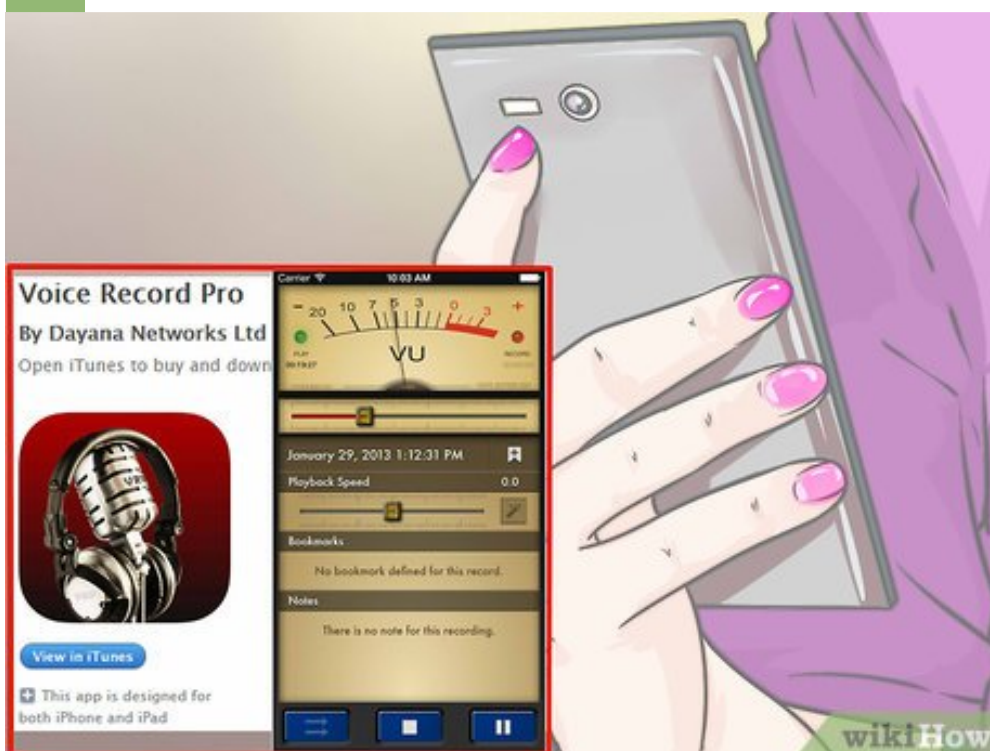 Voice Record Pro
By Dayana Networks Ltd
Open iTunes to buy and down
View in iTunes
This app is designed for
both iPhone and iPad
Carrier 10:03 AM
- 20 10 7 5 3 0 3 +
PLAY VU RECORD
00:19:27
January 29, 2013 1:12:31 PM
Playback Speed 0.0
Bookmarks
No bookmark defined for this record.
Notes
There is no note for this recording.
wikiHow